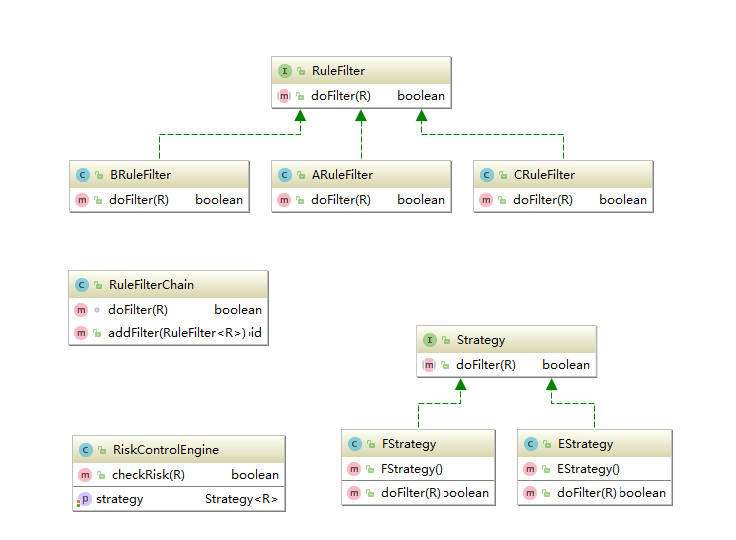 I RuleFilter
m doFilter(R) boolean
C BRuleFilter
m doFilter(R) boolean
C ARuleFilter
m doFilter(R) boolean
C CRuleFilter
m doFilter(R) boolean
C RuleFilterChain
m doFilter(R) boolean
m addFilter(RuleFilter<R>) id
I Strategy
m doFilter(R) boolean
C RiskControlEngine
m checkRisk(R) boolean
p strategy Strategy<R>
C FStrategy
m FStrategy()
m doFilter(R) boolean
C EStrategy
m EStrategy()
m doFilter(R) boolean